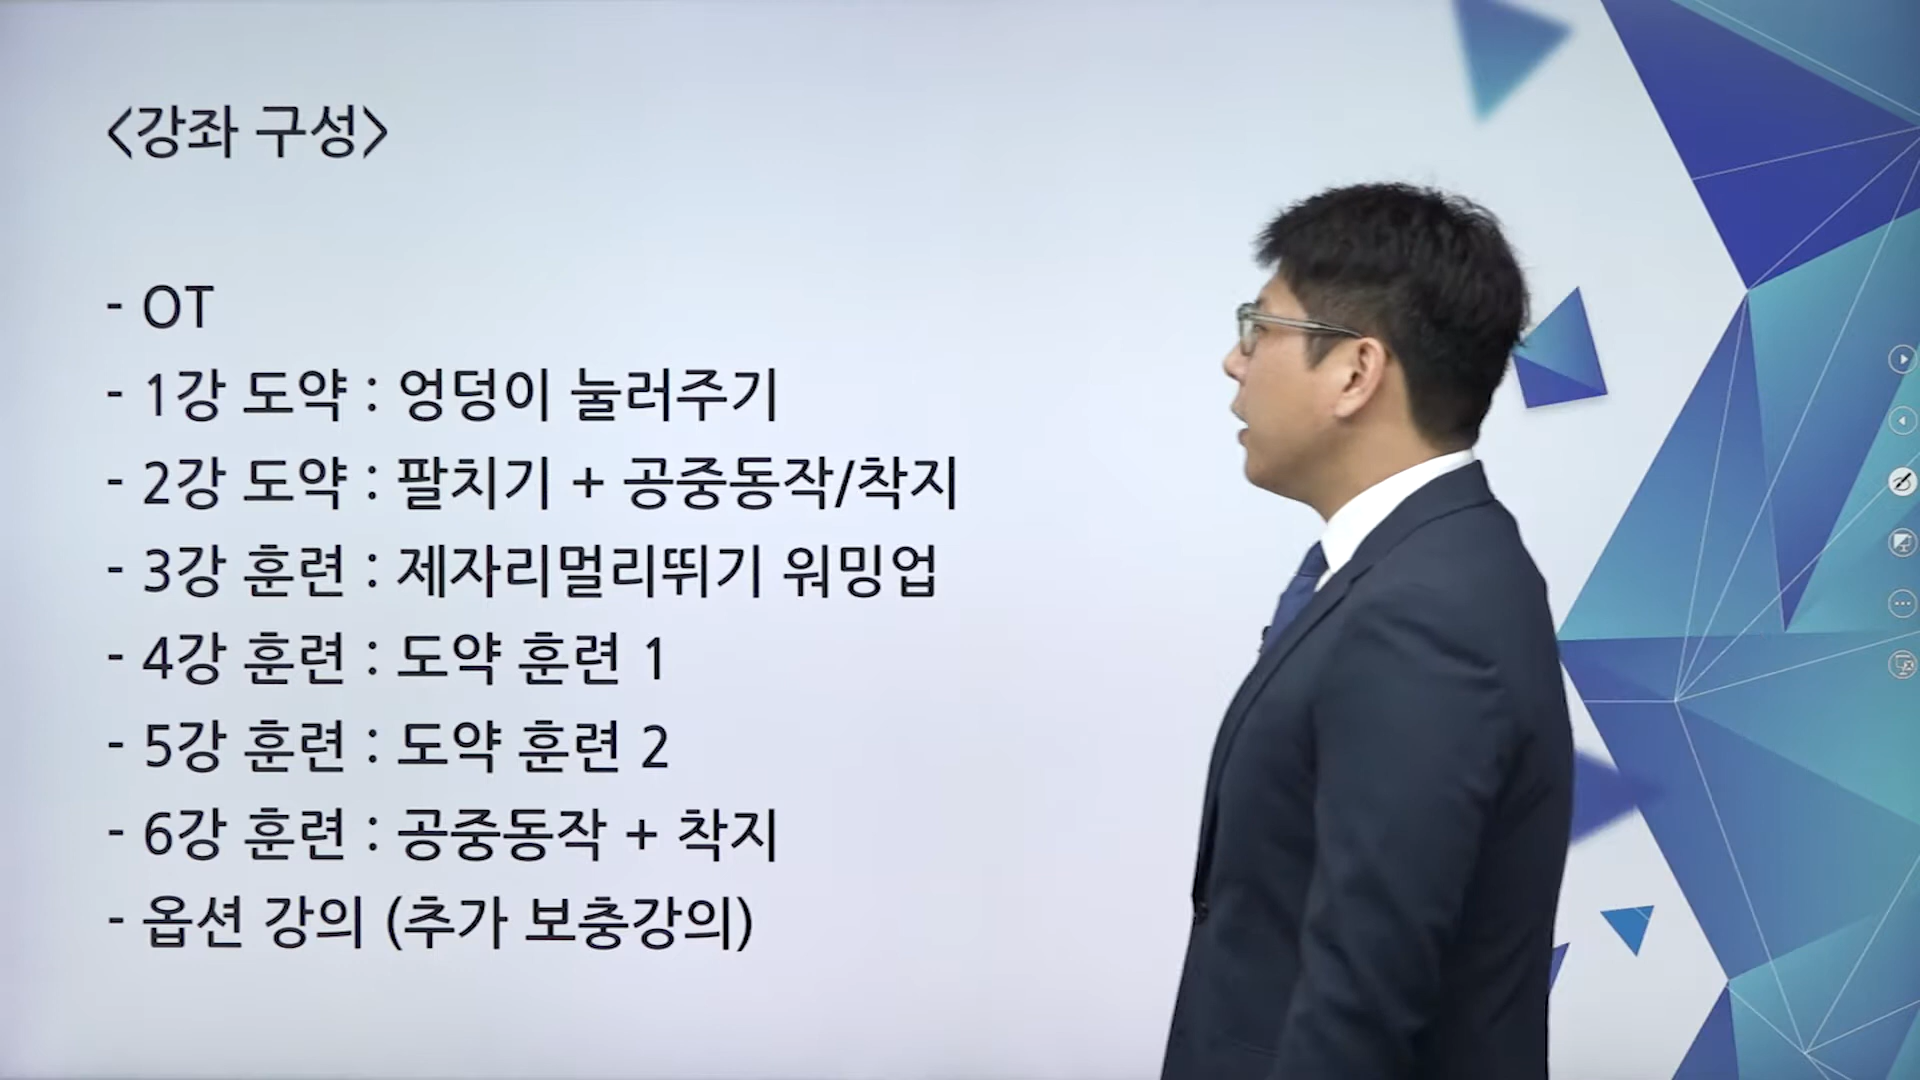 <강좌 구성>
- OT
- 1강 도약 : 엉덩이 눌러주기
- 2강 도약 : 팔치기 + 공중동작/착지
- 3강 훈련 : 제자리멀리뛰기 워밍업
- 4강 훈련 : 도약 훈련 1
- 5강 훈련 : 도약 훈련 2
- 6강 훈련 : 공중동작 + 착지
- 옵션 강의 (추가 보충강의)